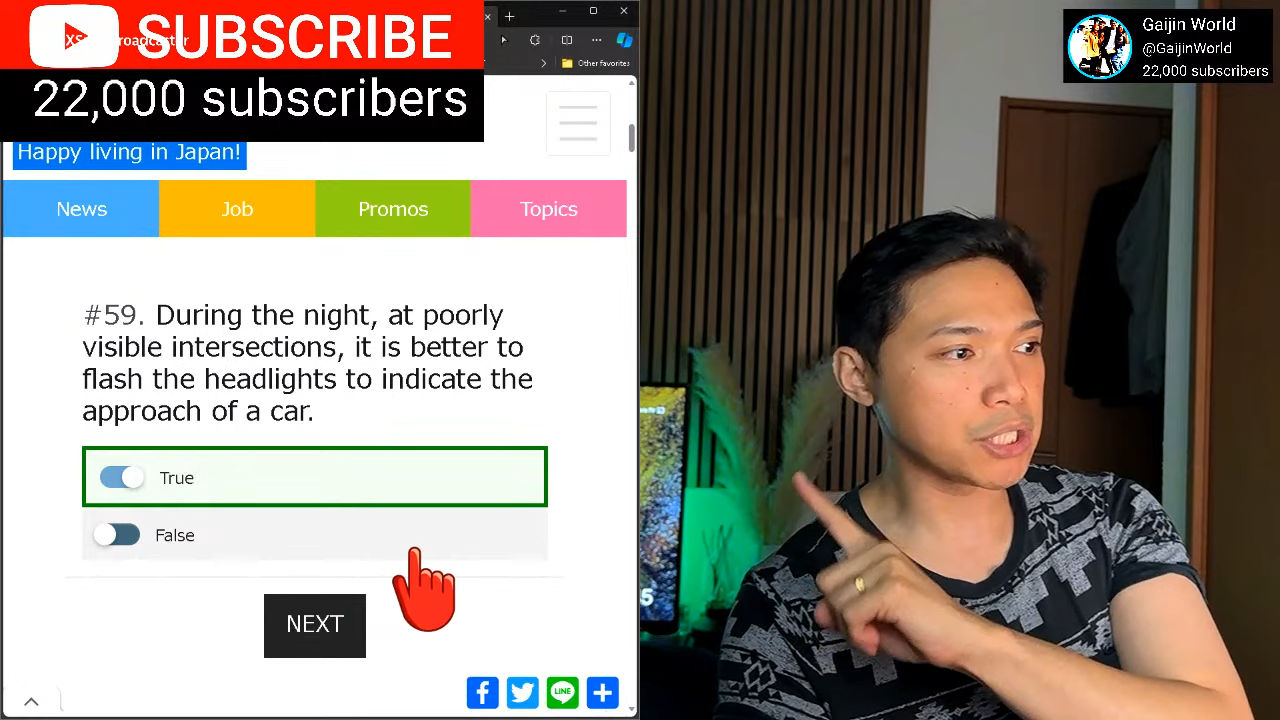 SUBSCRIBE
22,000 subscribers
Happy living in Japan!
Other favorites
News
Job
Promos
Topics
#59. During the night, at poorly
visible intersections, it is better to
flash the headlights to indicate the
approach of a car.
True
False
NEXT
LINE
Gaijin World
@GaijinWorld
22,000 subscribers